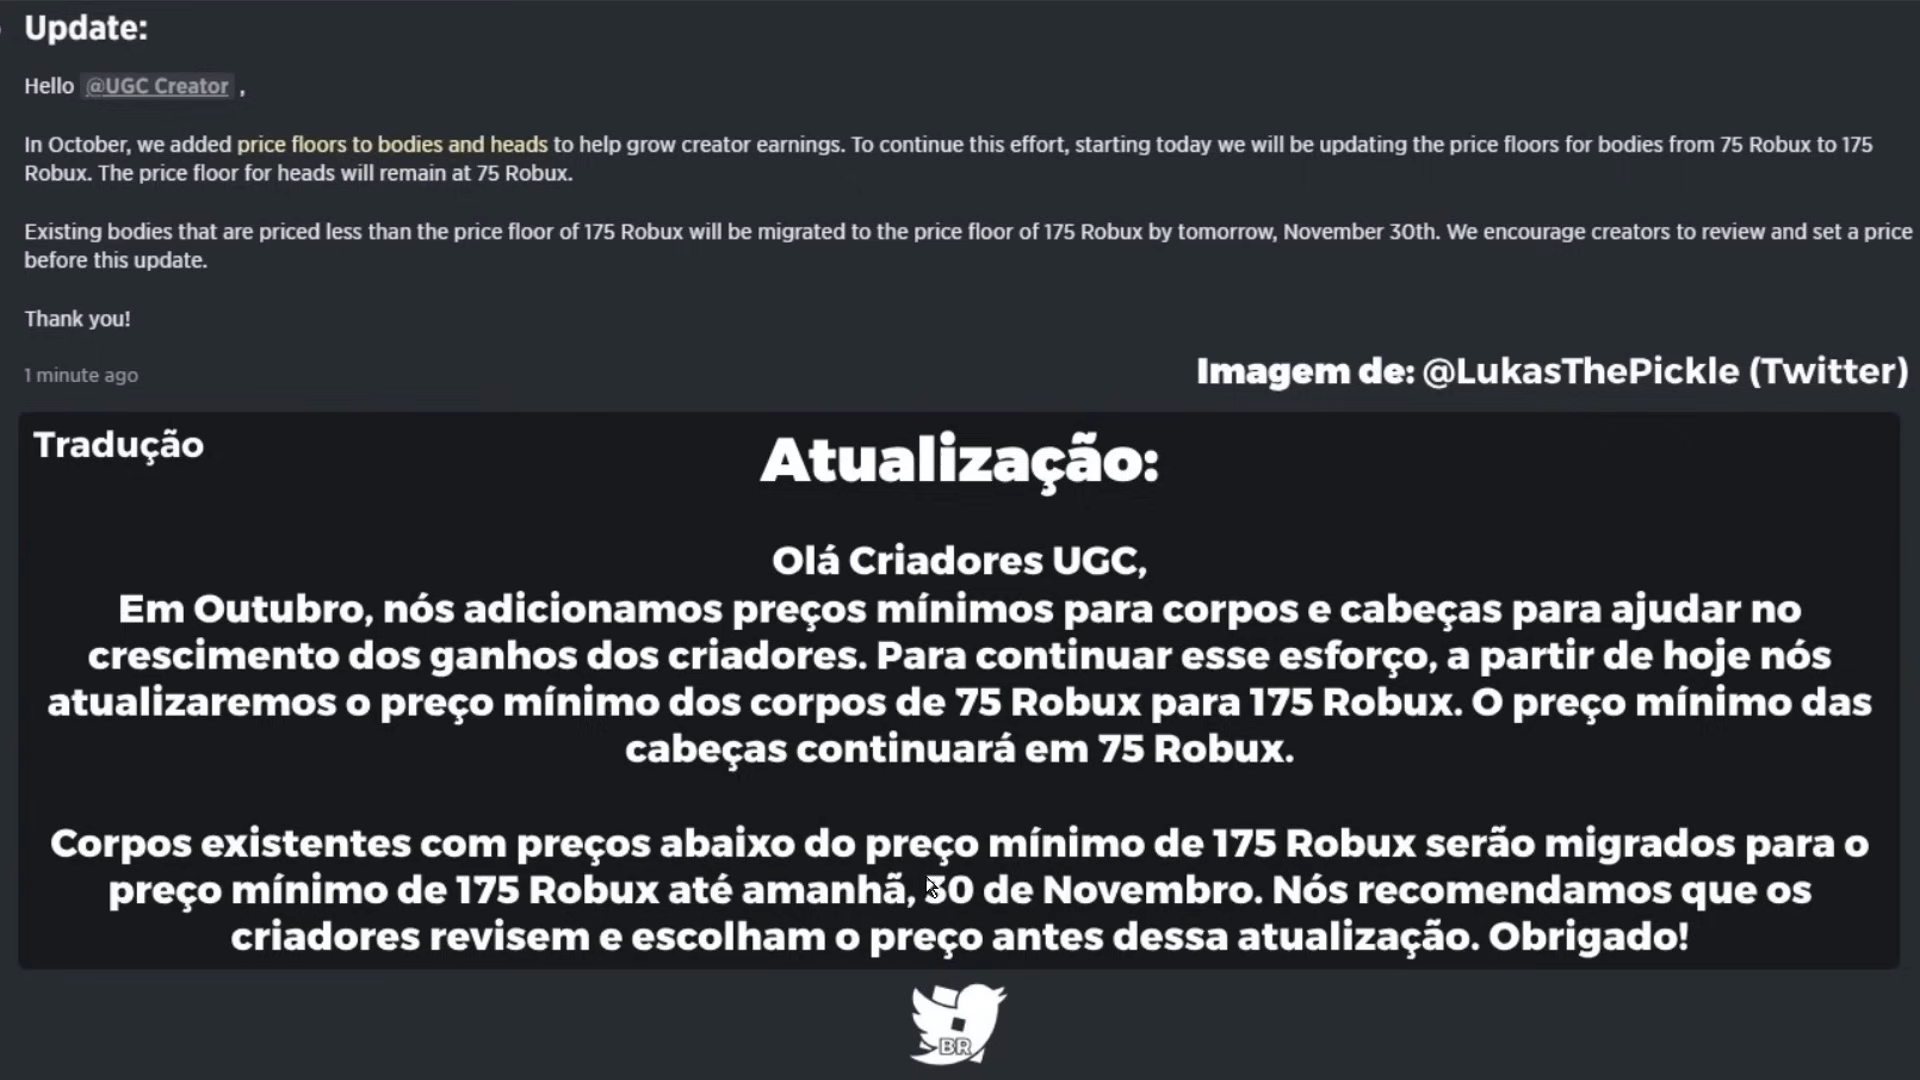 Update:
Hello @UGC Creator ,
In October, we added price floors to bodies and heads to help grow creator earnings. To continue this effort, starting today we will be updating the price floors for bodies from 75 Robux to 175
Robux. The price floor for heads will remain at 75 Robux.
Existing bodies that are priced less than the price floor of 175 Robux will be migrated to the price floor of 175 Robux by tomorrow, November 30th. We encourage creators to review and set a price
before this update.
Thank you!
1 minute ago
Imagem de: @LukasThePickle (Twitter)
Tradução
Atualização:
Olá Criadores UGC,
Em Outubro, nós adicionamos preços mínimos para corpos e cabeças para ajudar no
crescimento dos ganhos dos criadores. Para continuar esse esforço, a partir de hoje nós
atualizaremos o preço mínimo dos corpos de 75 Robux para 175 Robux. O preço mínimo das
cabeças continuará em 75 Robux.
Corpos existentes com preços abaixo do preço mínimo de 175 Robux serão migrados para o
preço mínimo de 175 Robux até amanhã, 30 de Novembro. Nós recomendamos que os
criadores revisem e escolham o preço antes dessa atualização. Obrigado!
BR